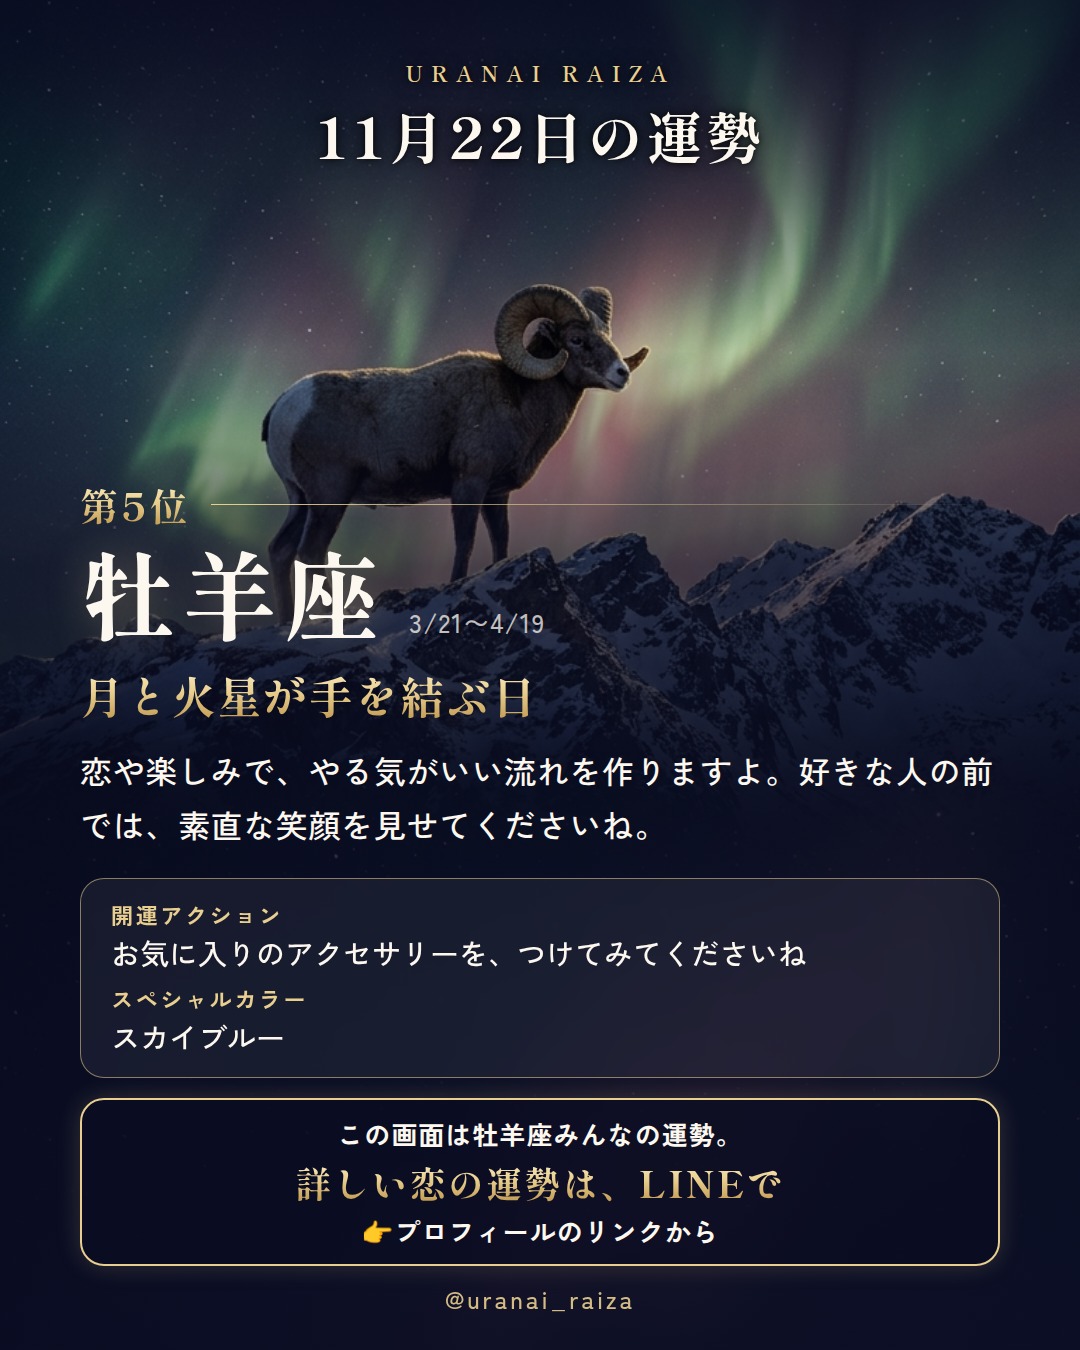 URANAI RAIZA
11月22日の運勢
第5位
牡羊座 3/21〜4/19
月と火星が手を結ぶ日
恋や楽しみで、やる気がいい流れを作りますよ。好きな人の前
では、素直な笑顔を見せてくださいね。
開運アクション
お気に入りのアクセサリーを、つけてみてくださいね
スペシャルカラー
スカイブルー
この画面は牡羊座みんなの運勢。
詳しい恋の運勢は、LINEで
👉プロフィールのリンクから
@uranai_raiza